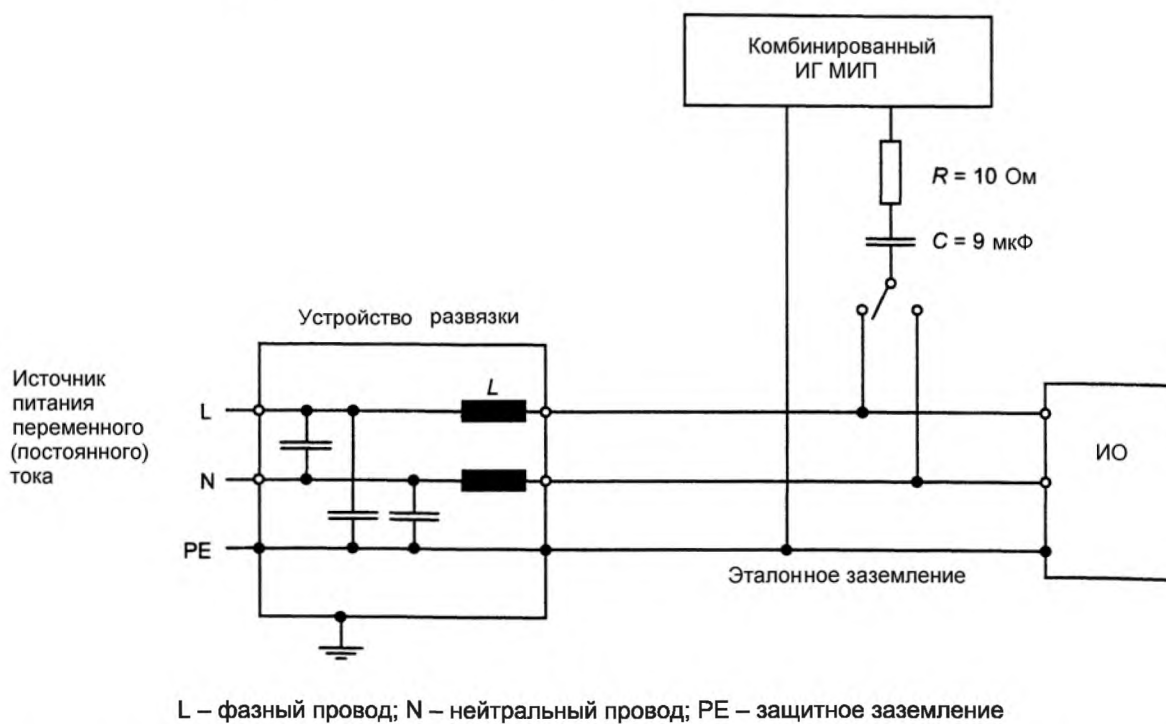 Комбинированный
ИГ МИП
R = 10 Ом
C = 9 мкФ
Устройство развязки
Источник
питания
переменного
(постоянного)
тока
L
L
N
ИО
PE
Эталонное заземление
L – фазный провод; N – нейтральный провод; PE – защитное заземление